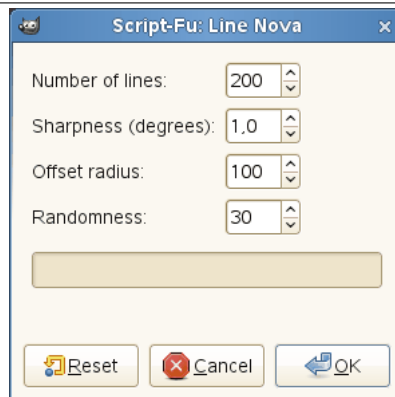 Script-Fu: Line Nova
Number of lines: 200
Sharpness (degrees): 1,0
Offset radius: 100
Randomness: 30
Reset Cancel OK